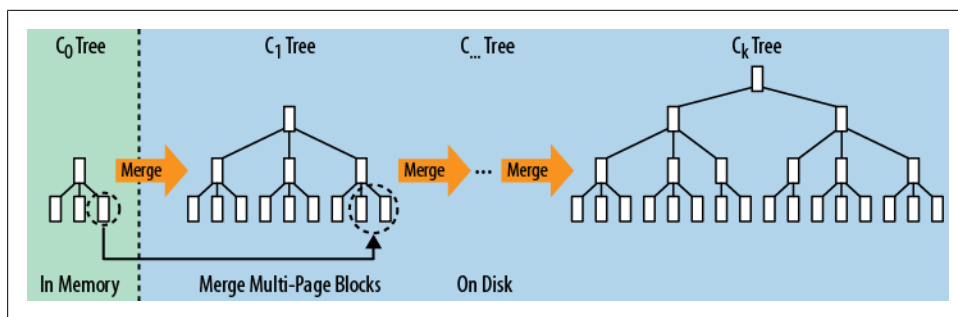 C₀ Tree
C₁ Tree
C... Tree
Cₖ Tree
Merge
Merge
...
Merge
In Memory
Merge Multi-Page Blocks
On Disk